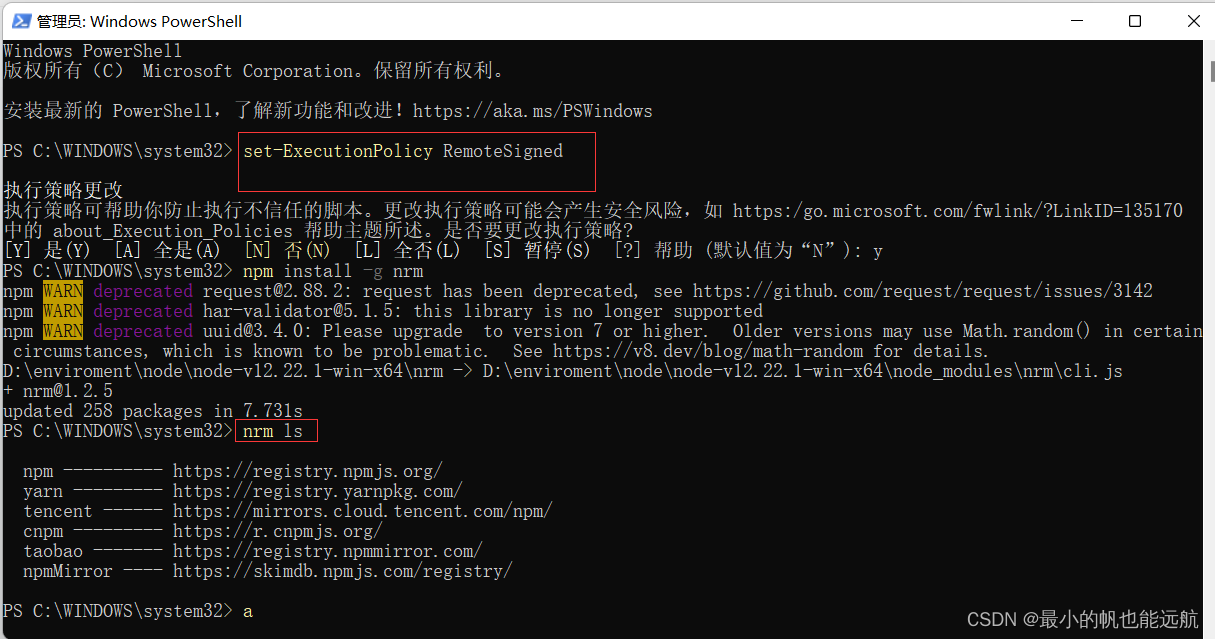 管理员: Windows PowerShell
Windows PowerShell
版权所有（C） Microsoft Corporation。保留所有权利。
安装最新的 PowerShell，了解新功能和改进！https://aka.ms/PSWindows
PS C:\WINDOWS\system32> set-ExecutionPolicy RemoteSigned
执行策略更改
执行策略可帮助你防止执行不信任的脚本。更改执行策略可能会产生安全风险，如 https:/go.microsoft.com/fwlink/?LinkID=135170
中的 about_Execution_Policies 帮助主题所述。是否要更改执行策略?
[Y] 是(Y)  [A] 全是(A)  [N] 否(N)  [L] 全否(L)  [S] 暂停(S)  [?] 帮助 (默认值为“N”): y
PS C:\WINDOWS\system32> npm install -g nrm
npm WARN deprecated request@2.88.2: request has been deprecated, see https://github.com/request/request/issues/3142
npm WARN deprecated har-validator@5.1.5: this library is no longer supported
npm WARN deprecated uuid@3.4.0: Please upgrade  to version 7 or higher.  Older versions may use Math.random() in certain
 circumstances, which is known to be problematic.  See https://v8.dev/blog/math-random for details.
D:\enviroment\node\node-v12.22.1-win-x64\nrm -> D:\enviroment\node\node-v12.22.1-win-x64\node_modules\nrm\cli.js
+ nrm@1.2.5
updated 258 packages in 7.731s
PS C:\WINDOWS\system32> nrm ls
npm ---------- https://registry.npmjs.org/
yarn --------- https://registry.yarnpkg.com/
tencent ------ https://mirrors.cloud.tencent.com/npm/
cnpm --------- https://r.cnpmjs.org/
taobao ------- https://registry.npmmirror.com/
npmMirror ---- https://skimdb.npmjs.com/registry/
PS C:\WINDOWS\system32> a
CSDN @最小的帆也能远航